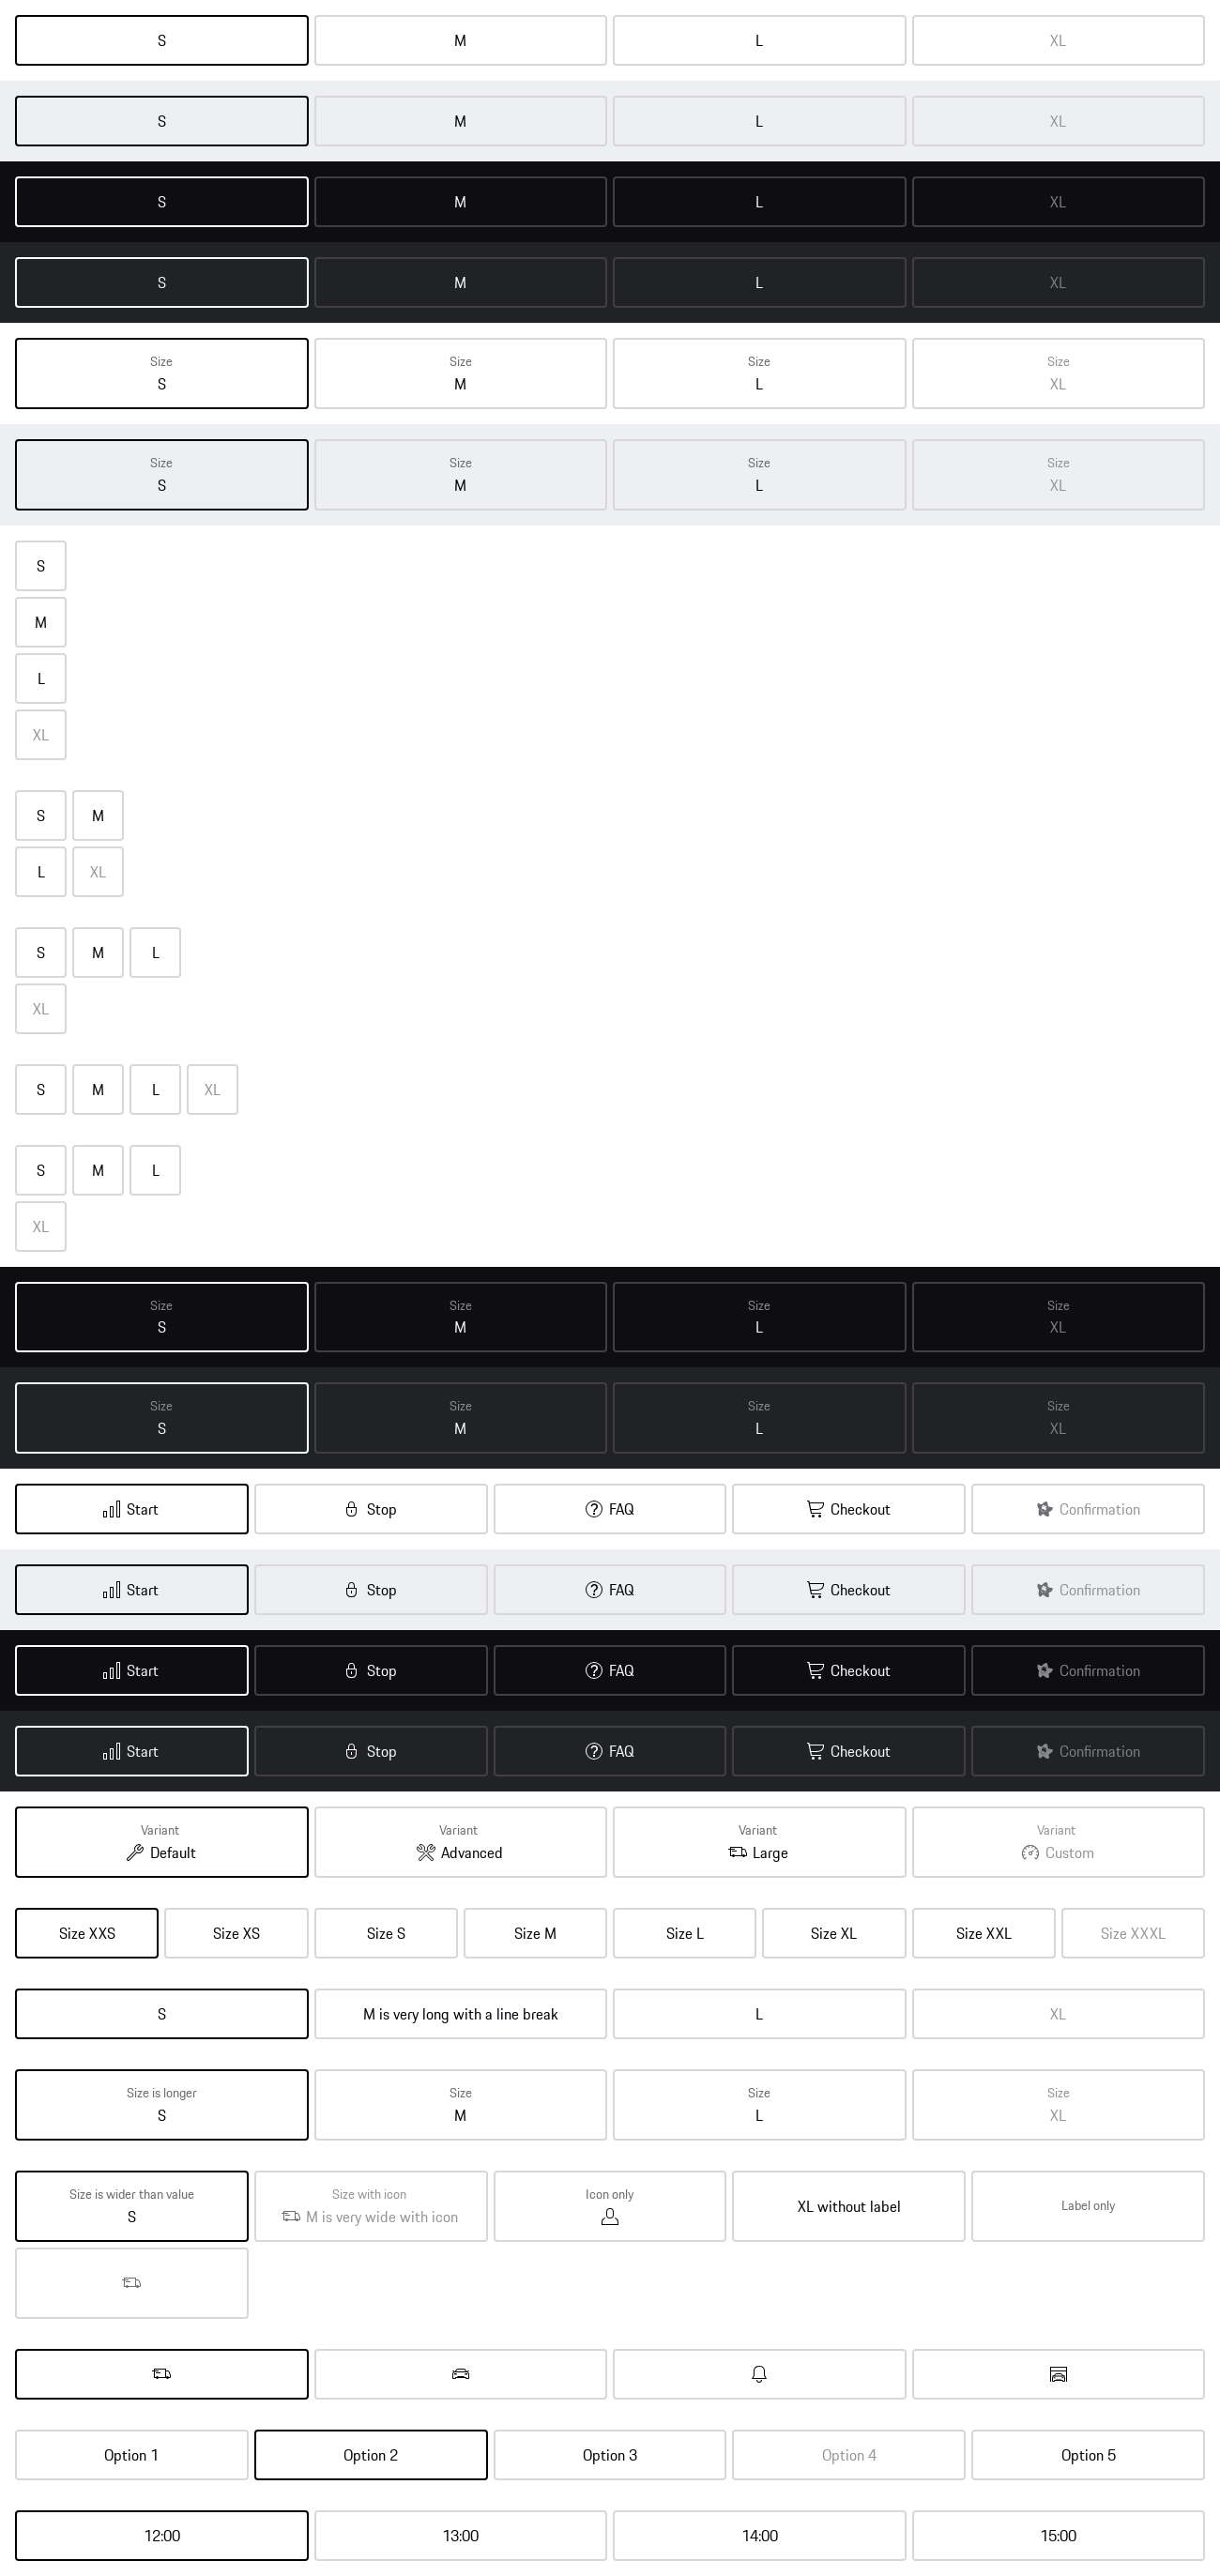 S M L XL
S M L XL
S M L XL
S M L XL
Size Size Size Size
S M L XL
Size Size Size Size
S M L XL
S
M
L
XL
S M
L XL
S M L
XL
S M L XL
S M L
XL
Size Size Size Size
S M L XL
Size Size Size Size
S M L XL
Start Stop FAQ Checkout Confirmation
Start Stop FAQ Checkout Confirmation
Start Stop FAQ Checkout Confirmation
Start Stop FAQ Checkout Confirmation
Variant Variant Variant Variant
Default Advanced Large Custom
Size XXS Size XS Size S Size M Size L Size XL Size XXL Size XXXL
S M is very long with a line break L XL
Size is longer Size Size Size
S M L XL
Size is wider than value Size with icon Icon only XL without label Label only
S M is very wide with icon
Option 1 Option 2 Option 3 Option 4 Option 5
12:00 13:00 14:00 15:00